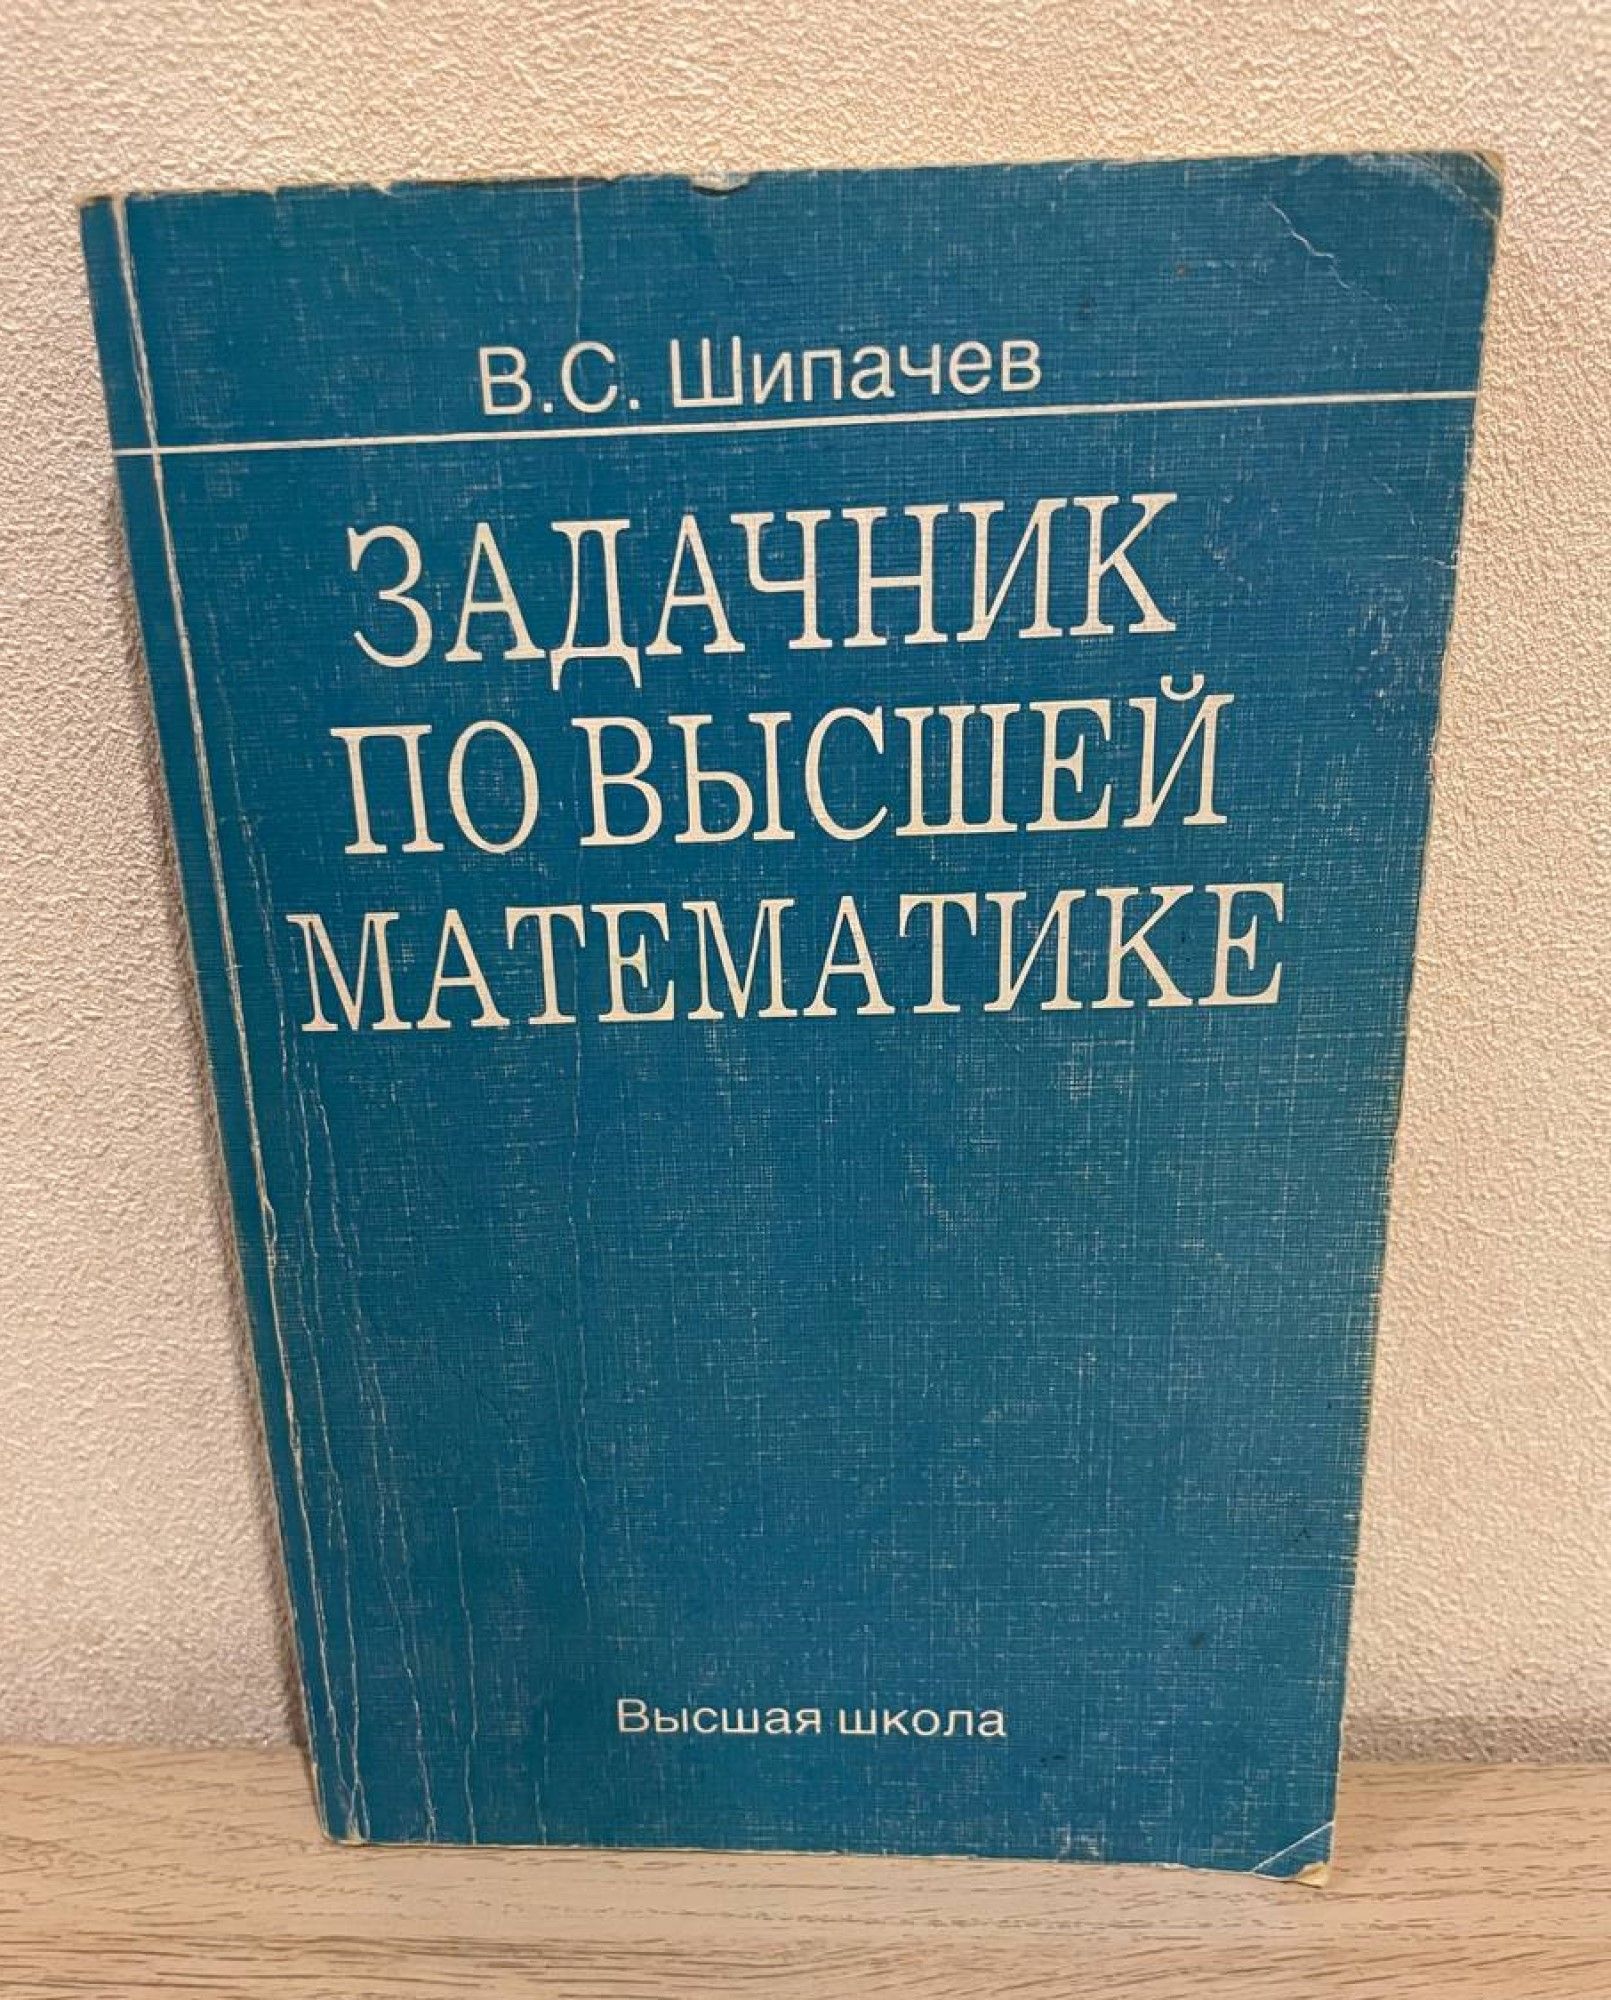 В.С. Шипачев
ЗАДАЧНИК
ПО ВЫСШЕЙ
МАТЕМАТИКЕ
Высшая школа